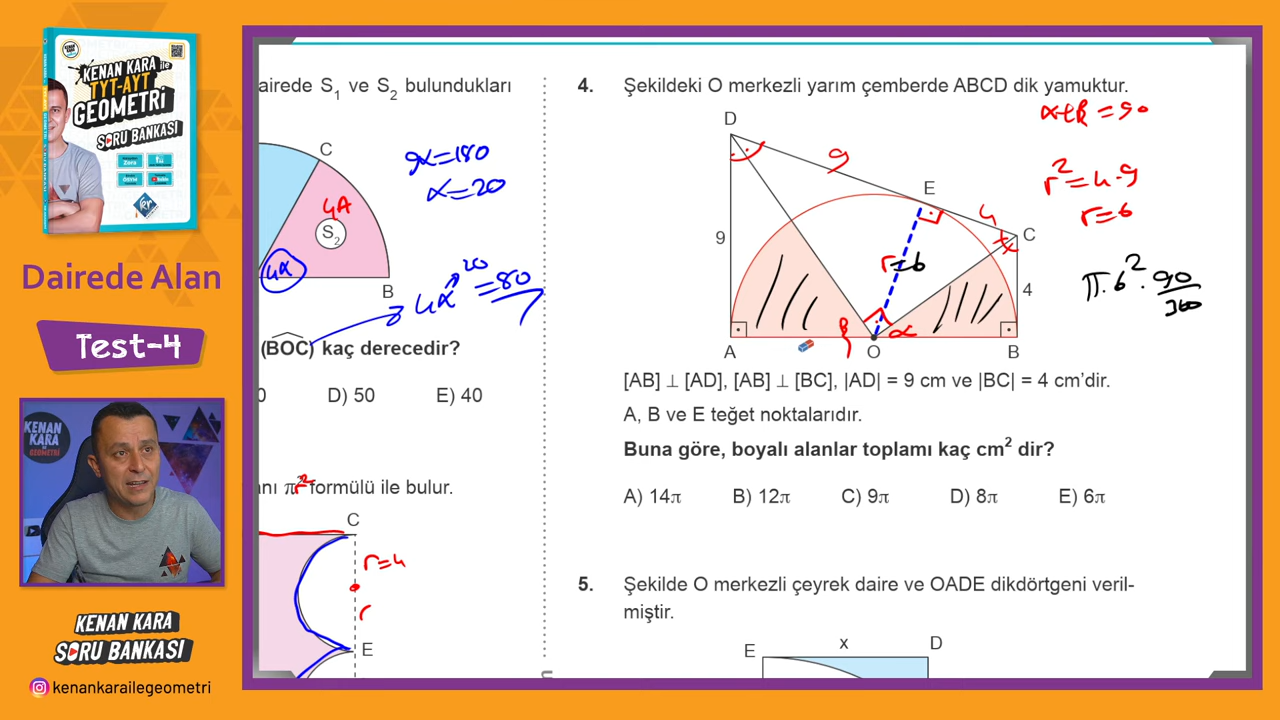 KENAN KARA ile
TYT-AYT
GEOMETRİ
SORU BANKASI
Dairede Alan
Test-4
KENAN
KARA
GEOMETRİ
KENAN KARA
SORU BANKASI
kenankarailegeometri
airede S1 ve S2 bulundukları
C
4A
S2
4α
B
9α=180
α=20
4α 20 =80
(BOC) kaç derecedir?
0 D) 50 E) 40
anı πr² formülü ile bulur.
C
r=4
r
E
4. Şekildeki O merkezli yarım çemberde ABCD dik yamuktur.
D
9
E
4
C
9
r=6
4
β
α
A
O
B
α+β=90
r²=4·9
r=6
π·6²·90/360
[AB] ⊥ [AD], [AB] ⊥ [BC], |AD| = 9 cm ve |BC| = 4 cm'dir.
A, B ve E teğet noktalarıdır.
Buna göre, boyalı alanlar toplamı kaç cm² dir?
A) 14π B) 12π C) 9π D) 8π E) 6π
5. Şekilde O merkezli çeyrek daire ve OADE dikdörtgeni veril-
miştir.
E x D